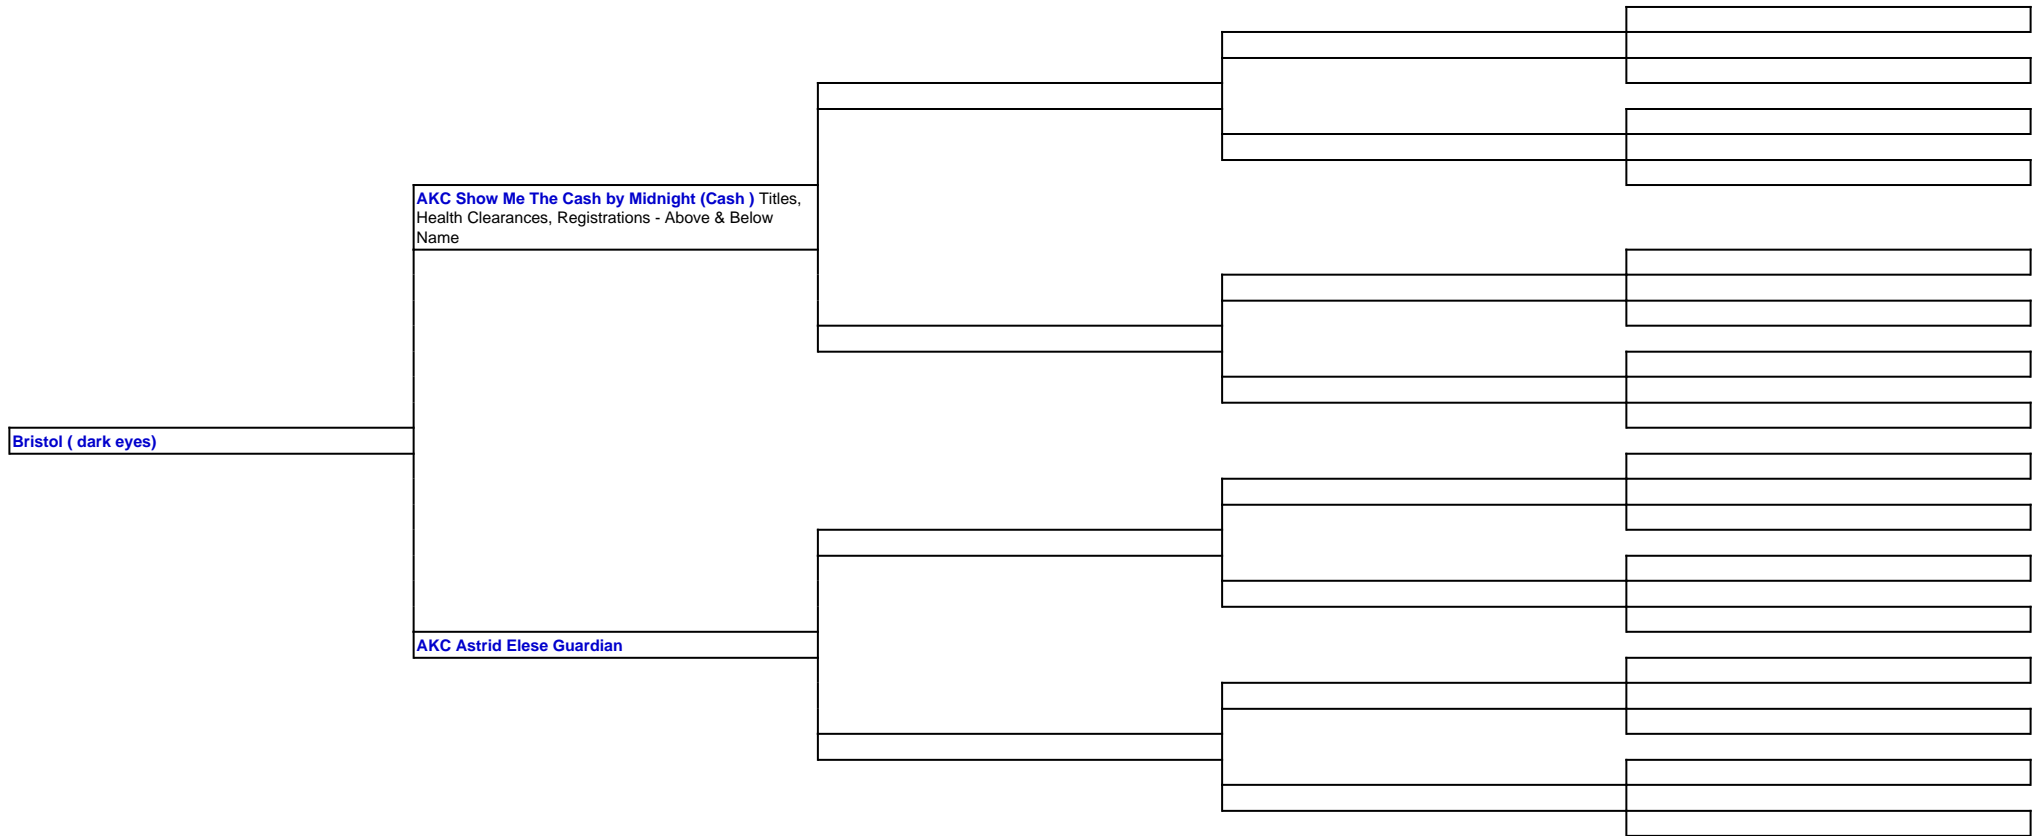 AKC Show Me The Cash by Midnight (Cash ) Titles,
Health Clearances, Registrations - Above & Below
Name
Bristol ( dark eyes)
AKC Astrid Elese Guardian